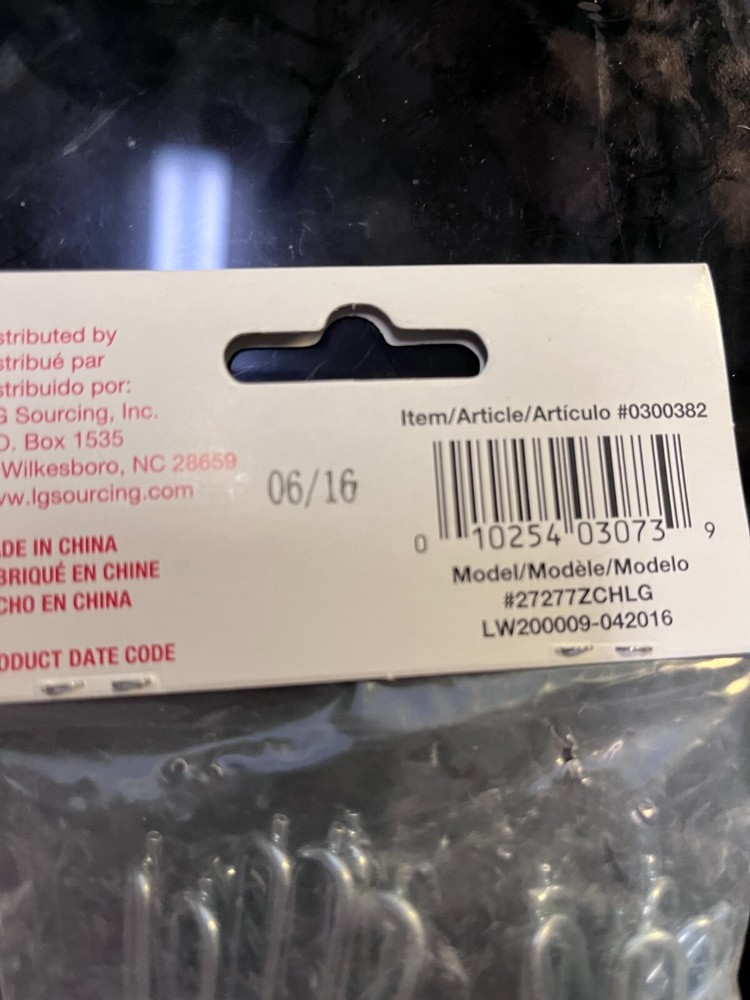 stributed by
stribué par
stribuido por:
G Sourcing, Inc.
O. Box 1535
Wilkesboro, NC 28659
ww.lgsourcing.com
ADE IN CHINA
BRIQUÉ EN CHINE
CHO EN CHINA
ODUCT DATE CODE
06/16
Item/Article/Artículo #0300382
0 10254 03073 9
Model/Modèle/Modelo
#27277ZCHLG
LW200009-042016